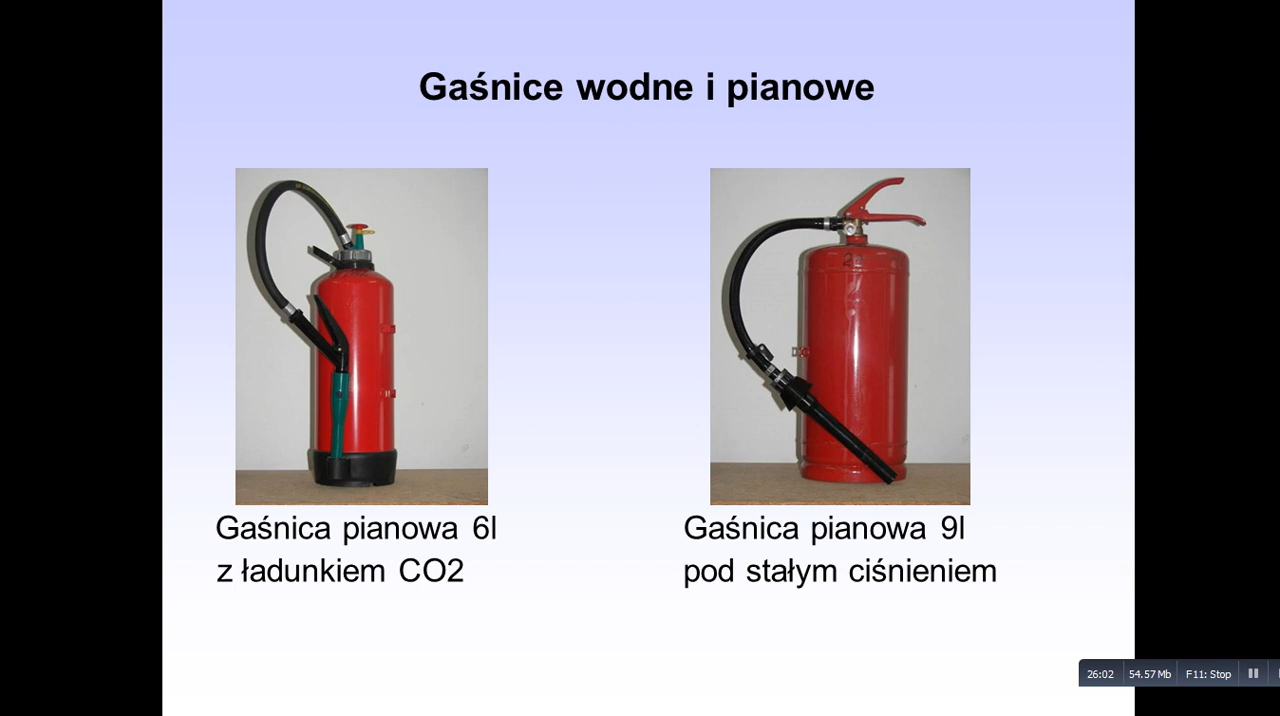 Gaśnice wodne i pianowe
Gaśnica pianowa 6l
z ładunkiem CO2
Gaśnica pianowa 9l
pod stałym ciśnieniem
26:02 54.57 Mb F11: Stop